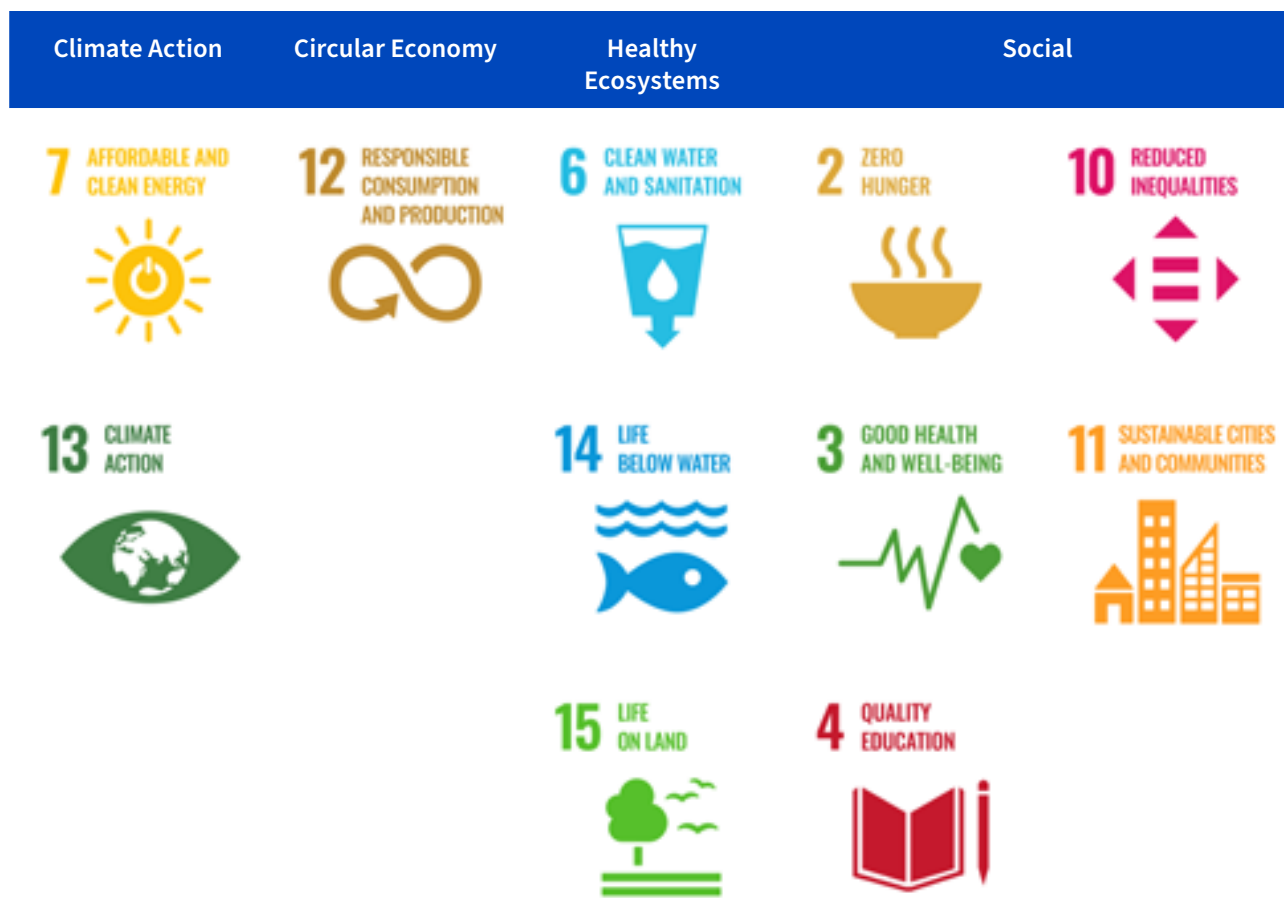 Climate Action
Circular Economy
Healthy
Ecosystems
Social
7 AFFORDABLE AND
CLEAN ENERGY
12 RESPONSIBLE
CONSUMPTION
AND PRODUCTION
6 CLEAN WATER
AND SANITATION
2 ZERO
HUNGER
10 REDUCED
INEQUALITIES
13 CLIMATE
ACTION
14 LIFE
BELOW WATER
3 GOOD HEALTH
AND WELL-BEING
11 SUSTAINABLE CITIES
AND COMMUNITIES
15 LIFE
ON LAND
4 QUALITY
EDUCATION